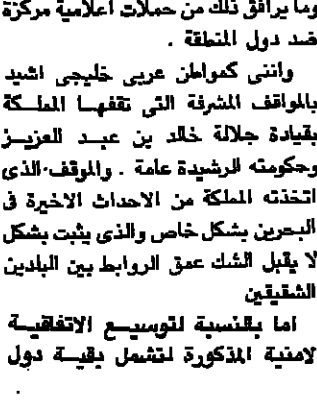 وما يرافق ذلك من حملات اعلامية مركزة
ضد دول المنطقة .
وانني كمواطن عربي خليجي اشيد
بالمواقف المشرفة التي تقفها المملكة
بقيادة جلالة خالد بن عبد العزيز
وحكومته الرشيدة عامة . والموقف الذي
اتخذته المملكة من الاحداث الاخيرة في
البحرين بشكل خاص والذي يثبت بشكل
لا يقبل الشك عمق الروابط بين البلدين
الشقيقين
اما بالنسبة لتوسيع الاتفاقية
لامنية المذكورة لتشمل بقية دول